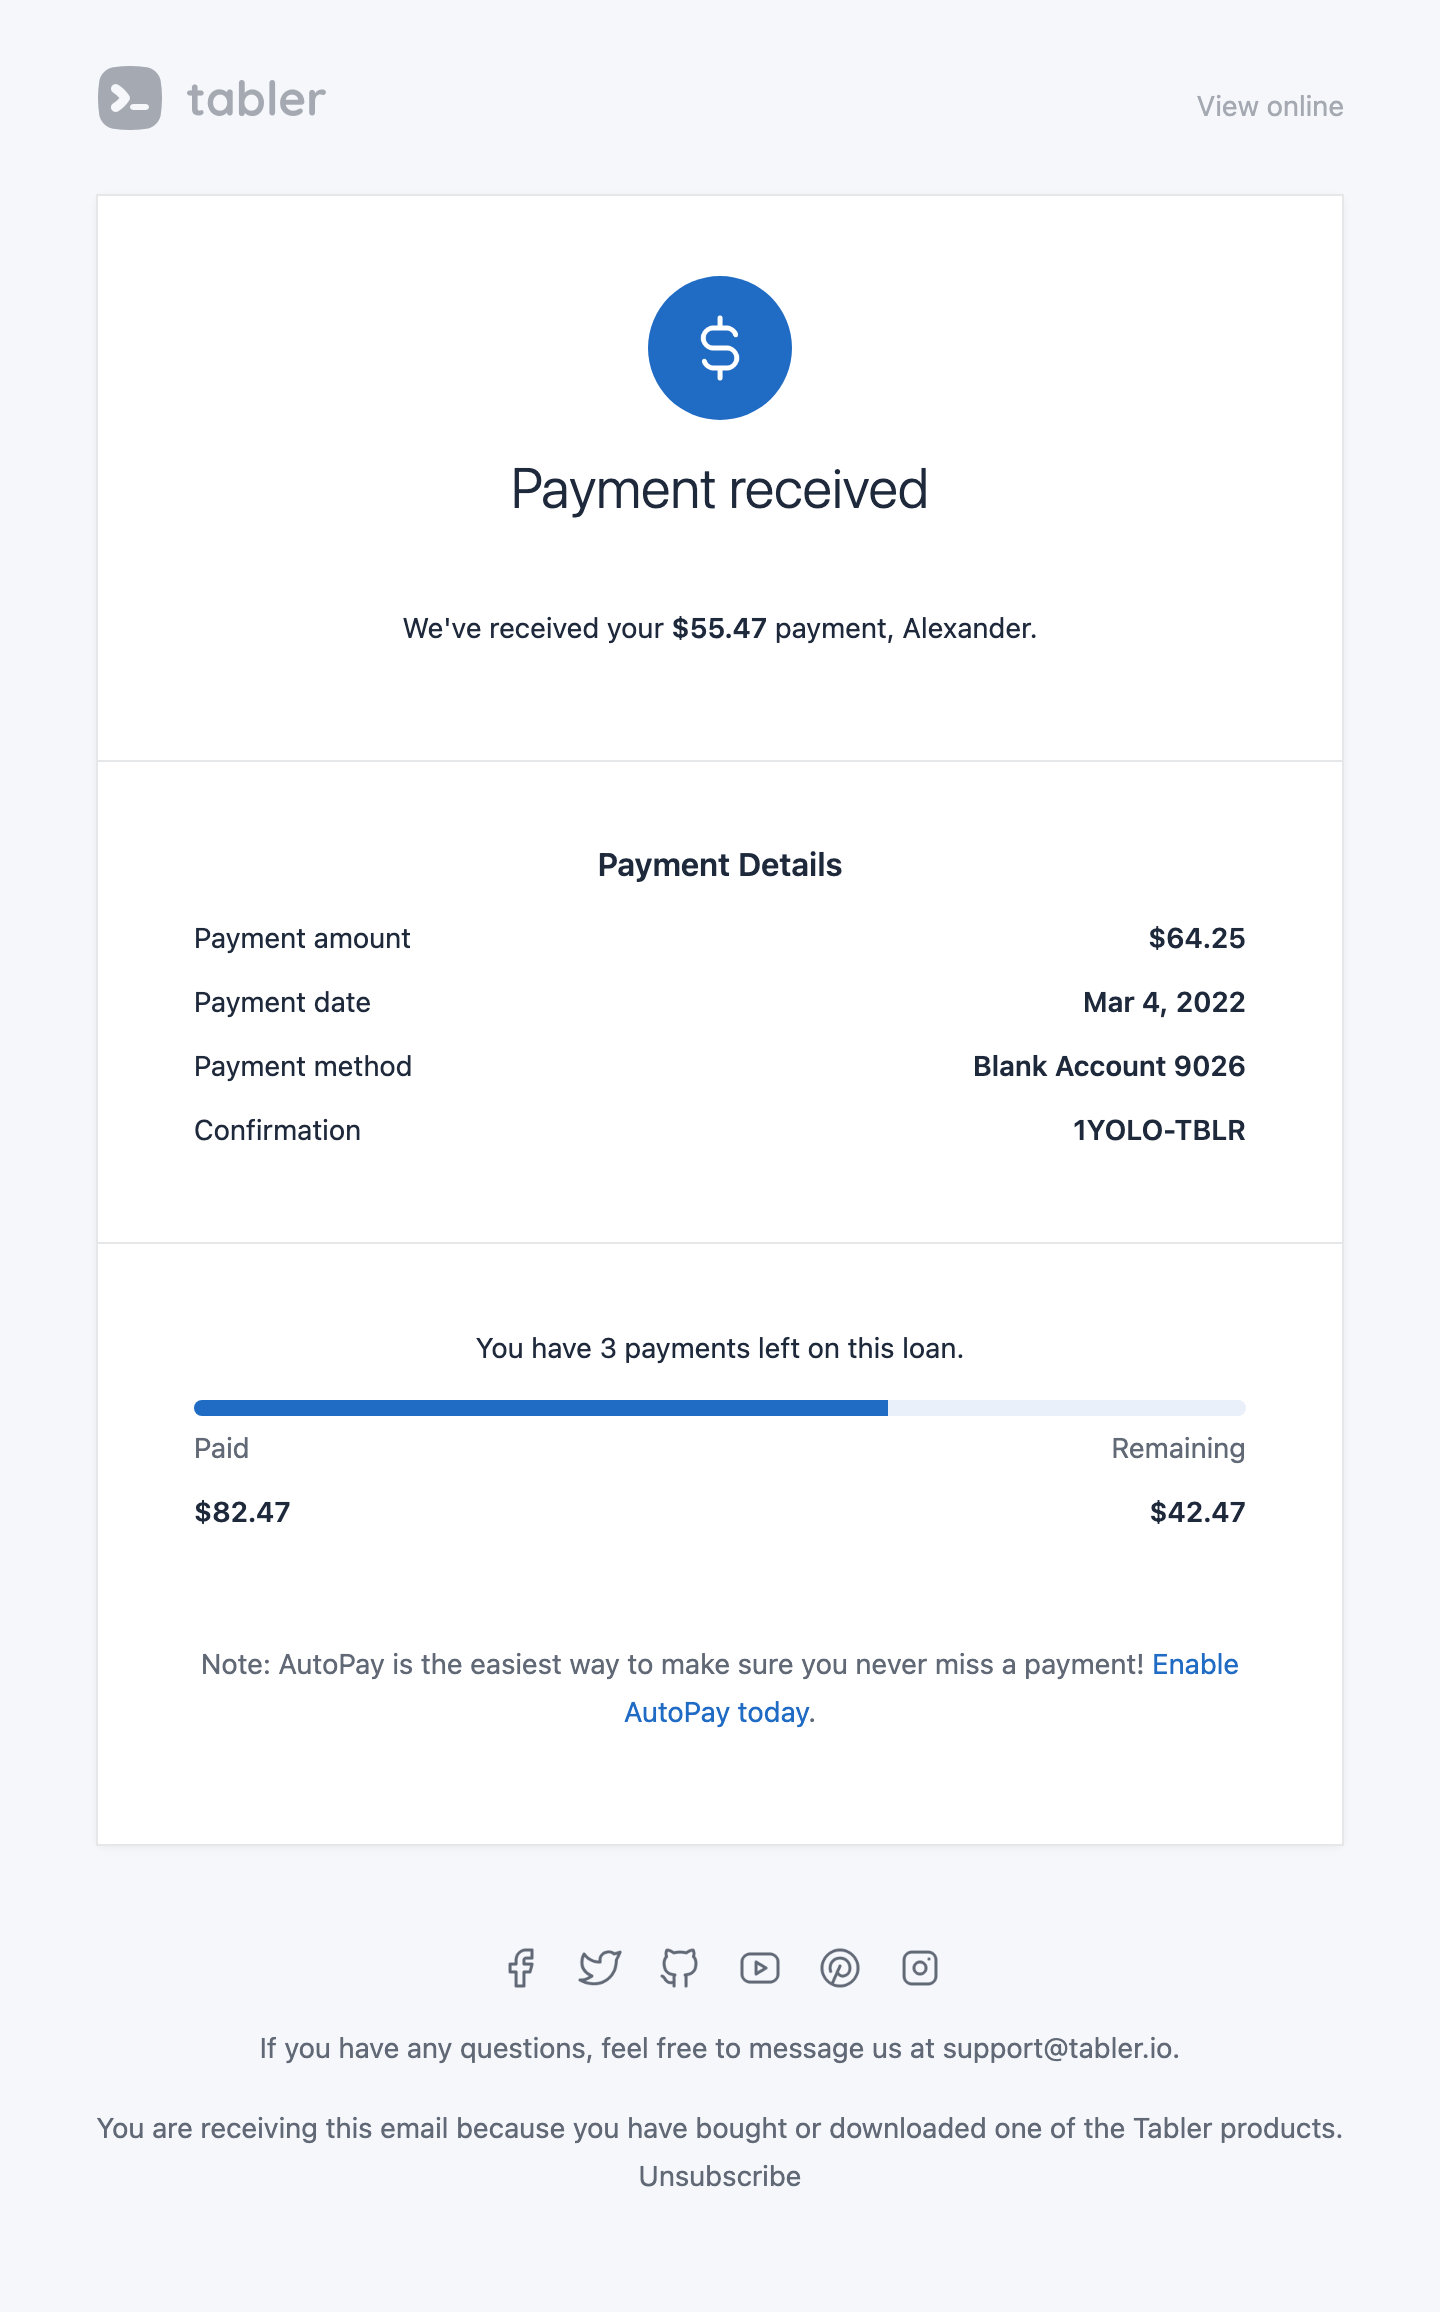 tabler
View online
Payment received
We've received your $55.47 payment, Alexander.
Payment Details
Payment amount $64.25
Payment date Mar 4, 2022
Payment method Blank Account 9026
Confirmation 1YOLO-TBLR
You have 3 payments left on this loan.
Paid Remaining
$82.47 $42.47
Note: AutoPay is the easiest way to make sure you never miss a payment! Enable
AutoPay today.
If you have any questions, feel free to message us at support@tabler.io.
You are receiving this email because you have bought or downloaded one of the Tabler products.
Unsubscribe